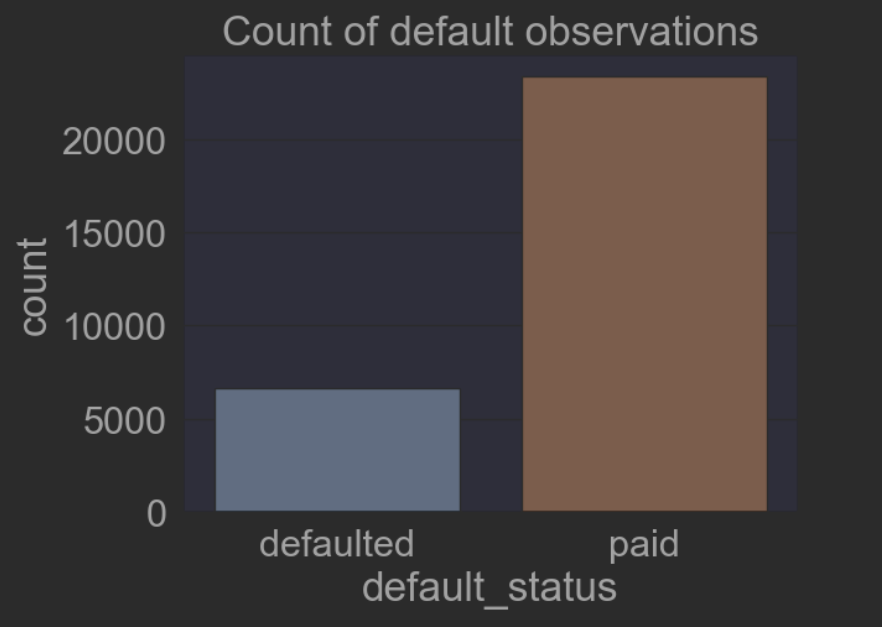 Count of default observations
20000
15000
10000
5000
0
count
defaulted paid
default_status